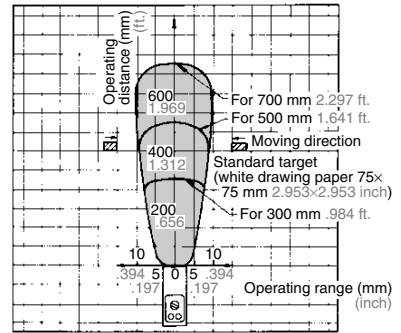 Operating
distance (mm)
(ft.)
600
1.969
400
1.312
200
.656
For 700 mm 2.297 ft.
For 500 mm 1.641 ft.
Moving direction
Standard target
(white drawing paper 75×
75 mm 2.953×2.953 inch)
For 300 mm .984 ft.
10 10
.394 5 0 5 .394
.197 .197
Operating range (mm)
(inch)